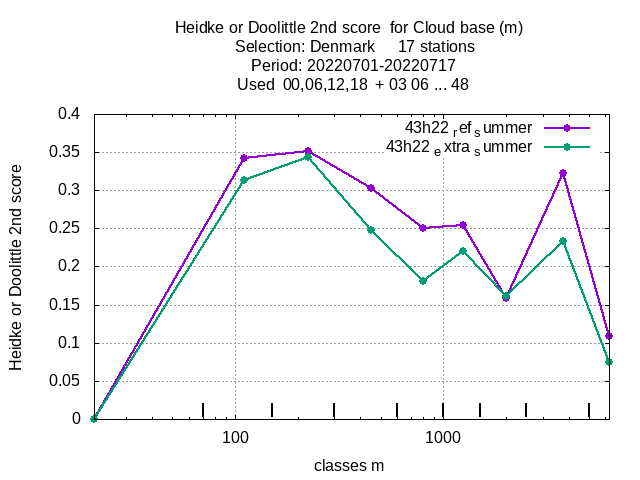 Heidke or Doolittle 2nd score for Cloud base (m)
Selection: Denmark 17 stations
Period: 20220701-20220717
Used 00,06,12,18 + 03 06 ... 48
43h22 ref summer
43h22 extra summer
Heidke or Doolittle 2nd score
0.4
0.35
0.3
0.25
0.2
0.15
0.1
0.05
0
100 1000
classes m